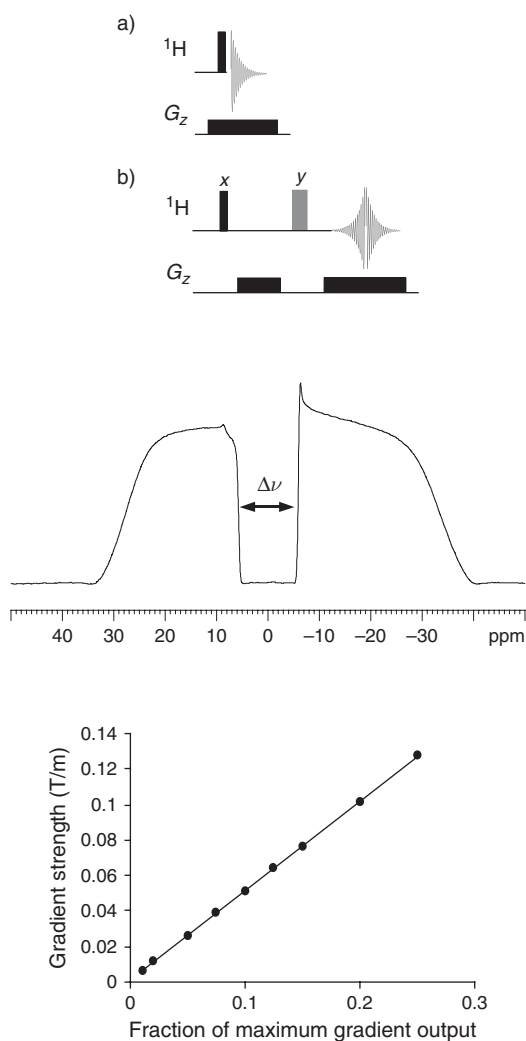 a)
¹H
G_z
b)
x
y
¹H
G_z
Δν
40 30 20 10 0 −10 −20 −30 ppm
Gradient strength (T/m)
0.14
0.12
0.1
0.08
0.06
0.04
0.02
0
0 0.1 0.2 0.3
Fraction of maximum gradient output